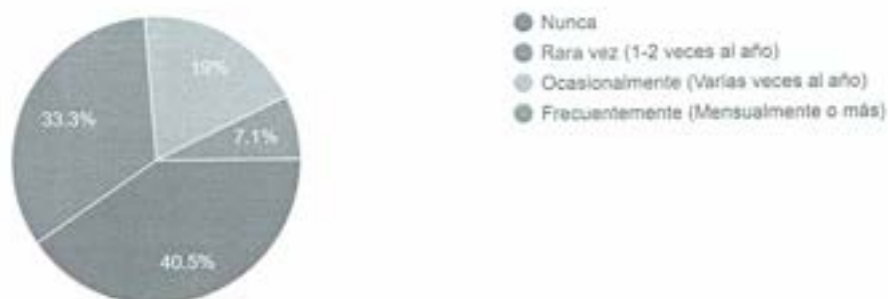 Nunca
Rara vez (1-2 veces al año)
Ocasionalmente (Varias veces al año)
Frecuentemente (Mensualmente o más)
19%
33.3%
7.1%
40.5%